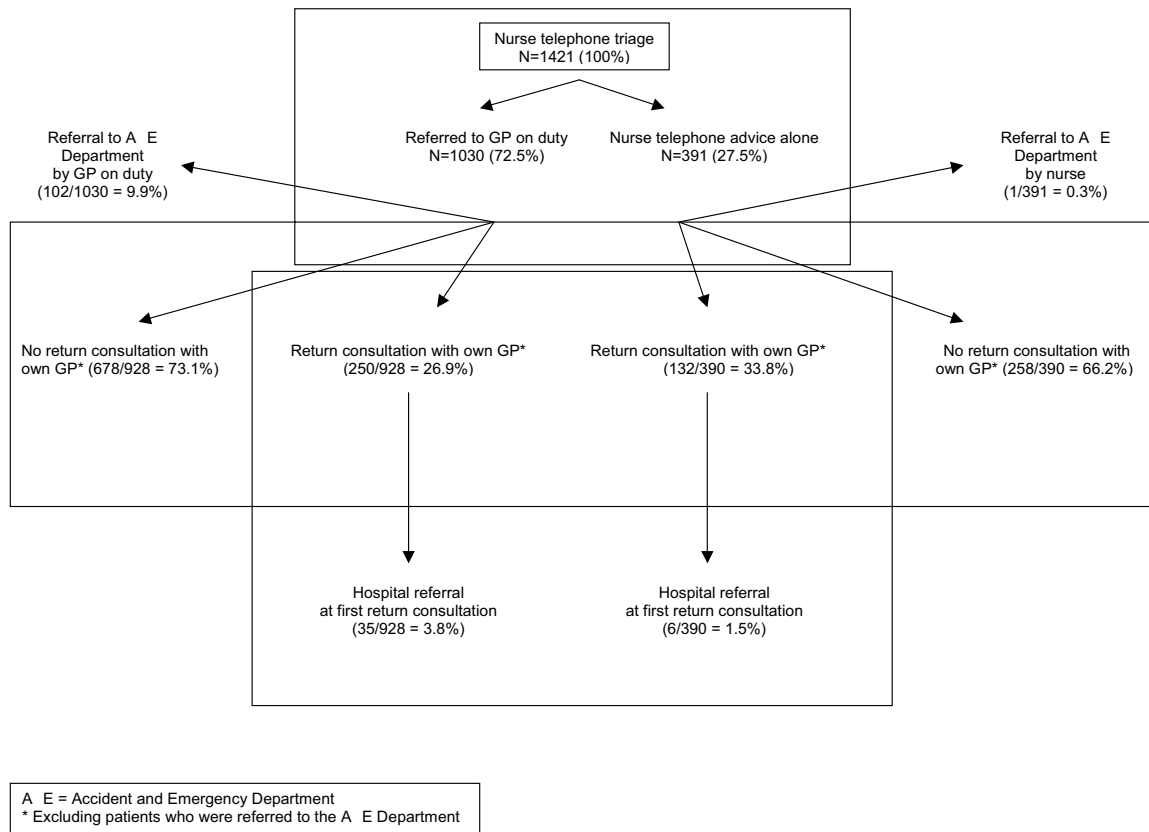 Nurse telephone triage
N=1421 (100%)
Referred to GP on duty
N=1030 (72.5%)
Nurse telephone advice alone
N=391 (27.5%)
Referral to A E
Department
by GP on duty
(102/1030 = 9.9%)
Referral to A E
Department
by nurse
(1/391 = 0.3%)
No return consultation with
own GP* (678/928 = 73.1%)
Return consultation with own GP*
(250/928 = 26.9%)
Return consultation with own GP*
(132/390 = 33.8%)
No return consultation with
own GP* (258/390 = 66.2%)
Hospital referral
at first return consultation
(35/928 = 3.8%)
Hospital referral
at first return consultation
(6/390 = 1.5%)
A E = Accident and Emergency Department
* Excluding patients who were referred to the A E Department